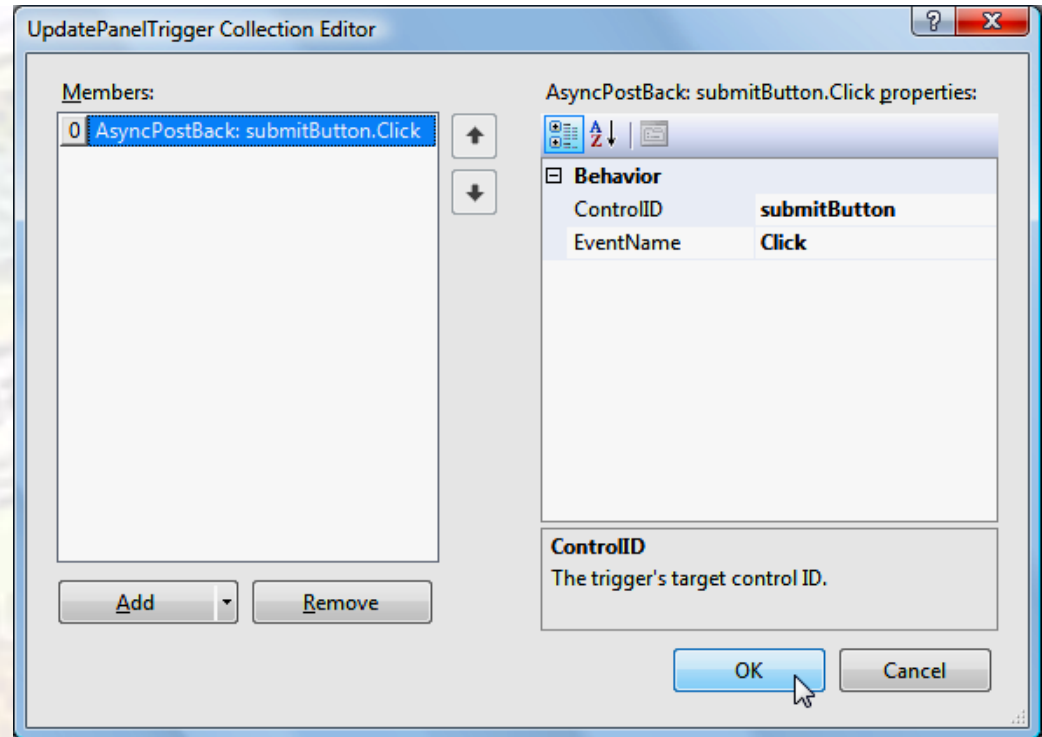 UpdatePanelTrigger Collection Editor
?
X
Members:
0 AsyncPostBack: submitButton.Click
Add
Remove
AsyncPostBack: submitButton.Click properties:
A
Z
Behavior
ControlID submitButton
EventName Click
ControlID
The trigger's target control ID.
OK
Cancel